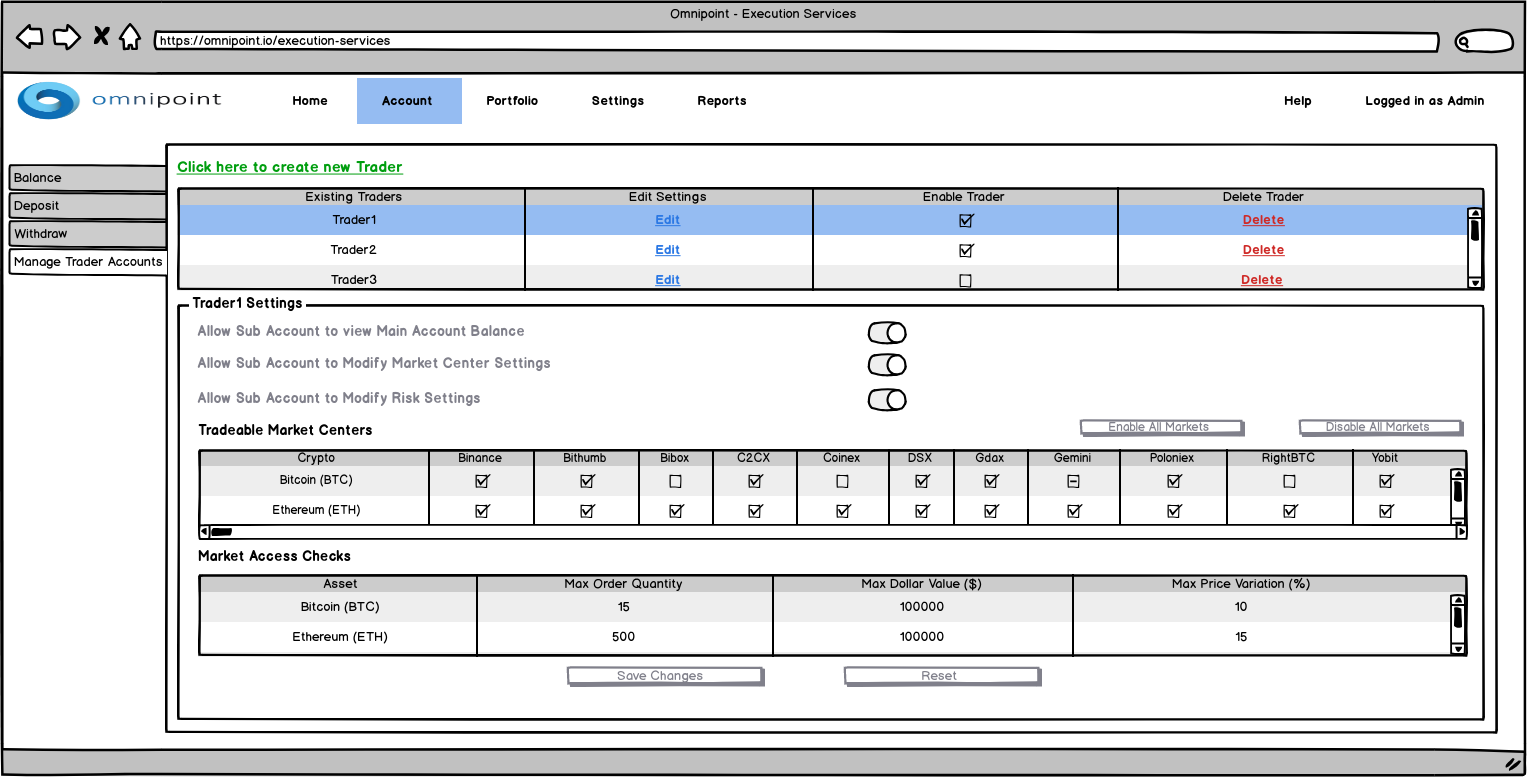 Omnipoint - Execution Services
https://omnipoint.io/execution-services
omnipoint Home Account Portfolio Settings Reports Help Logged in as Admin
Balance
Deposit
Withdraw
Manage Trader Accounts
Click here to create new Trader
Existing Traders Edit Settings Enable Trader Delete Trader
Trader1 Edit Delete
Trader2 Edit Delete
Trader3 Edit Delete
Trader1 Settings
Allow Sub Account to view Main Account Balance
Allow Sub Account to Modify Market Center Settings
Allow Sub Account to Modify Risk Settings
Tradeable Market Centers Enable All Markets Disable All Markets
Crypto Binance Bithumb Bibox C2CX Coinex DSX Gdax Gemini Poloniex RightBTC Yobit
Bitcoin (BTC)
Ethereum (ETH)
Market Access Checks
Asset Max Order Quantity Max Dollar Value ($) Max Price Variation (%)
Bitcoin (BTC) 15 100000 10
Ethereum (ETH) 500 100000 15
Save Changes Reset